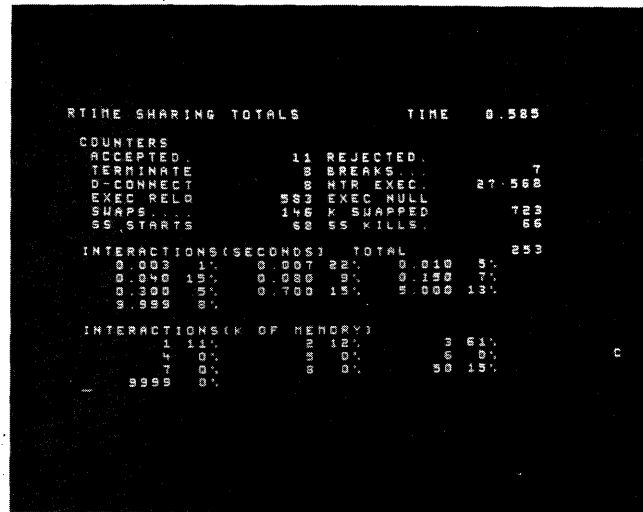 RTIME SHARING TOTALS TIME 0.585
COUNTERS
ACCEPTED. 11 REJECTED.
TERMINATE 8 BREAKS... 7
D-CONNECT 8 NTR EXEC. 27.568
EXEC RELQ 583 EXEC NULL
SWAPS.... 146 K SWAPPED 723
SS STARTS 68 SS KILLS. 66
INTERACTIONS(SECONDS) TOTAL 253
0.003 1% 0.007 22% 0.010 5%
0.040 15% 0.080 9% 0.150 7%
0.300 5% 0.700 15% 5.000 13%
9.999 8%
INTERACTIONS(K OF MEMORY)
1 11% 2 12% 3 61%
4 0% 5 0% 6 0%
7 0% 8 0% 50 15%
9999 0%
C